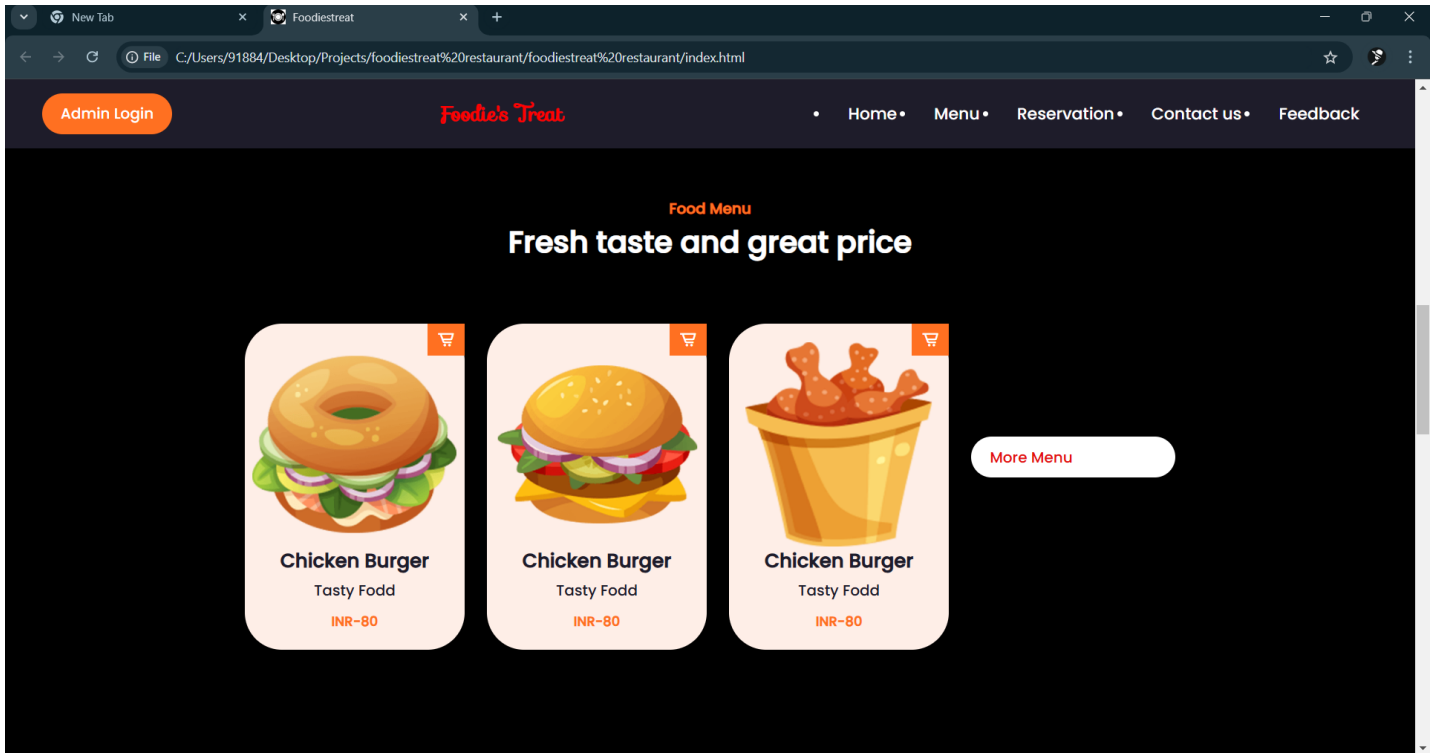 New Tab
Foodiestreat
File C:/Users/91884/Desktop/Projects/foodiestreat%20restaurant/foodiestreat%20restaurant/index.html
Admin Login Foodie's Treat • Home • Menu • Reservation • Contact us • Feedback
Food Menu
Fresh taste and great price
Chicken Burger
Tasty Fodd
INR-80
Chicken Burger
Tasty Fodd
INR-80
Chicken Burger
Tasty Fodd
INR-80
More Menu